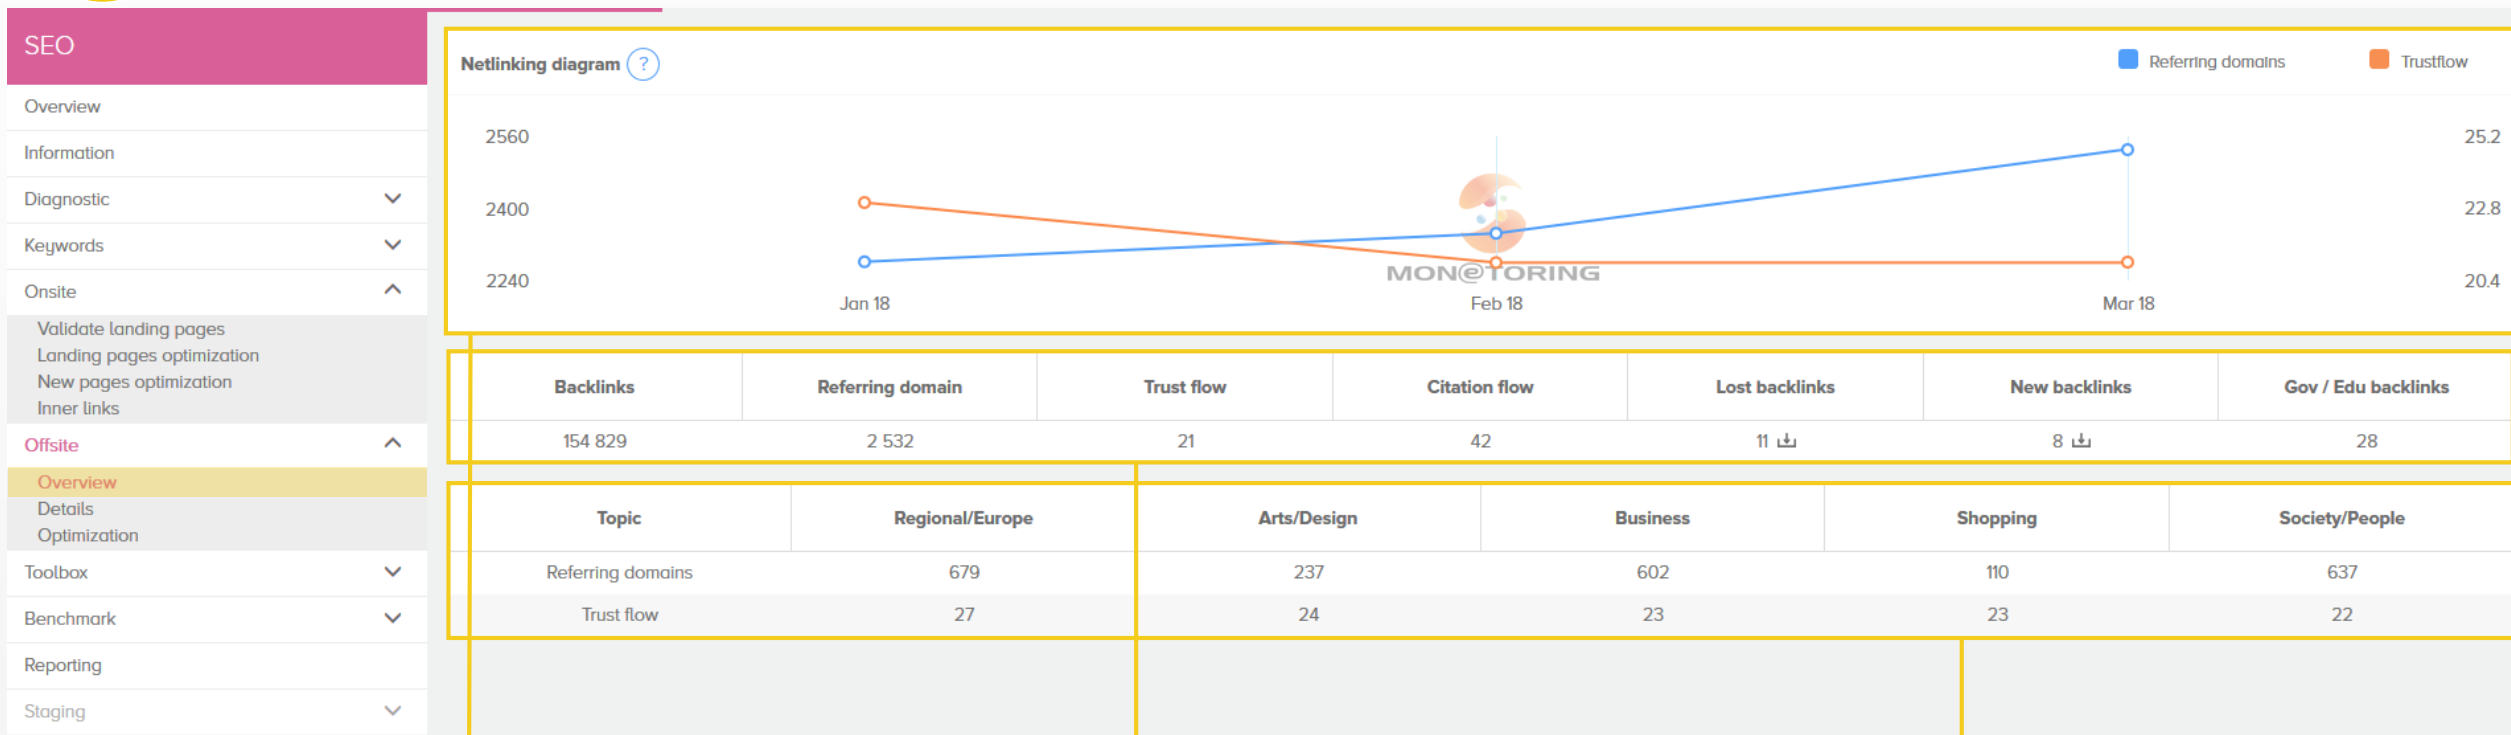 SEO
Overview
Information
Diagnostic
Keywords
Onsite
Validate landing pages
Landing pages optimization
New pages optimization
Inner links
Offsite
Overview
Details
Optimization
Toolbox
Benchmark
Reporting
Staging
Netlinking diagram ?
Referring domains Trustflow
2560 25.2
2400 22.8
2240 20.4
MON@TORING
Jan 18 Feb 18 Mar 18
Backlinks Referring domain Trust flow Citation flow Lost backlinks New backlinks Gov / Edu backlinks
154 829 2 532 21 42 11 8 28
Topic Regional/Europe Arts/Design Business Shopping Society/People
Referring domains 679 237 602 110 637
Trust flow 27 24 23 23 22